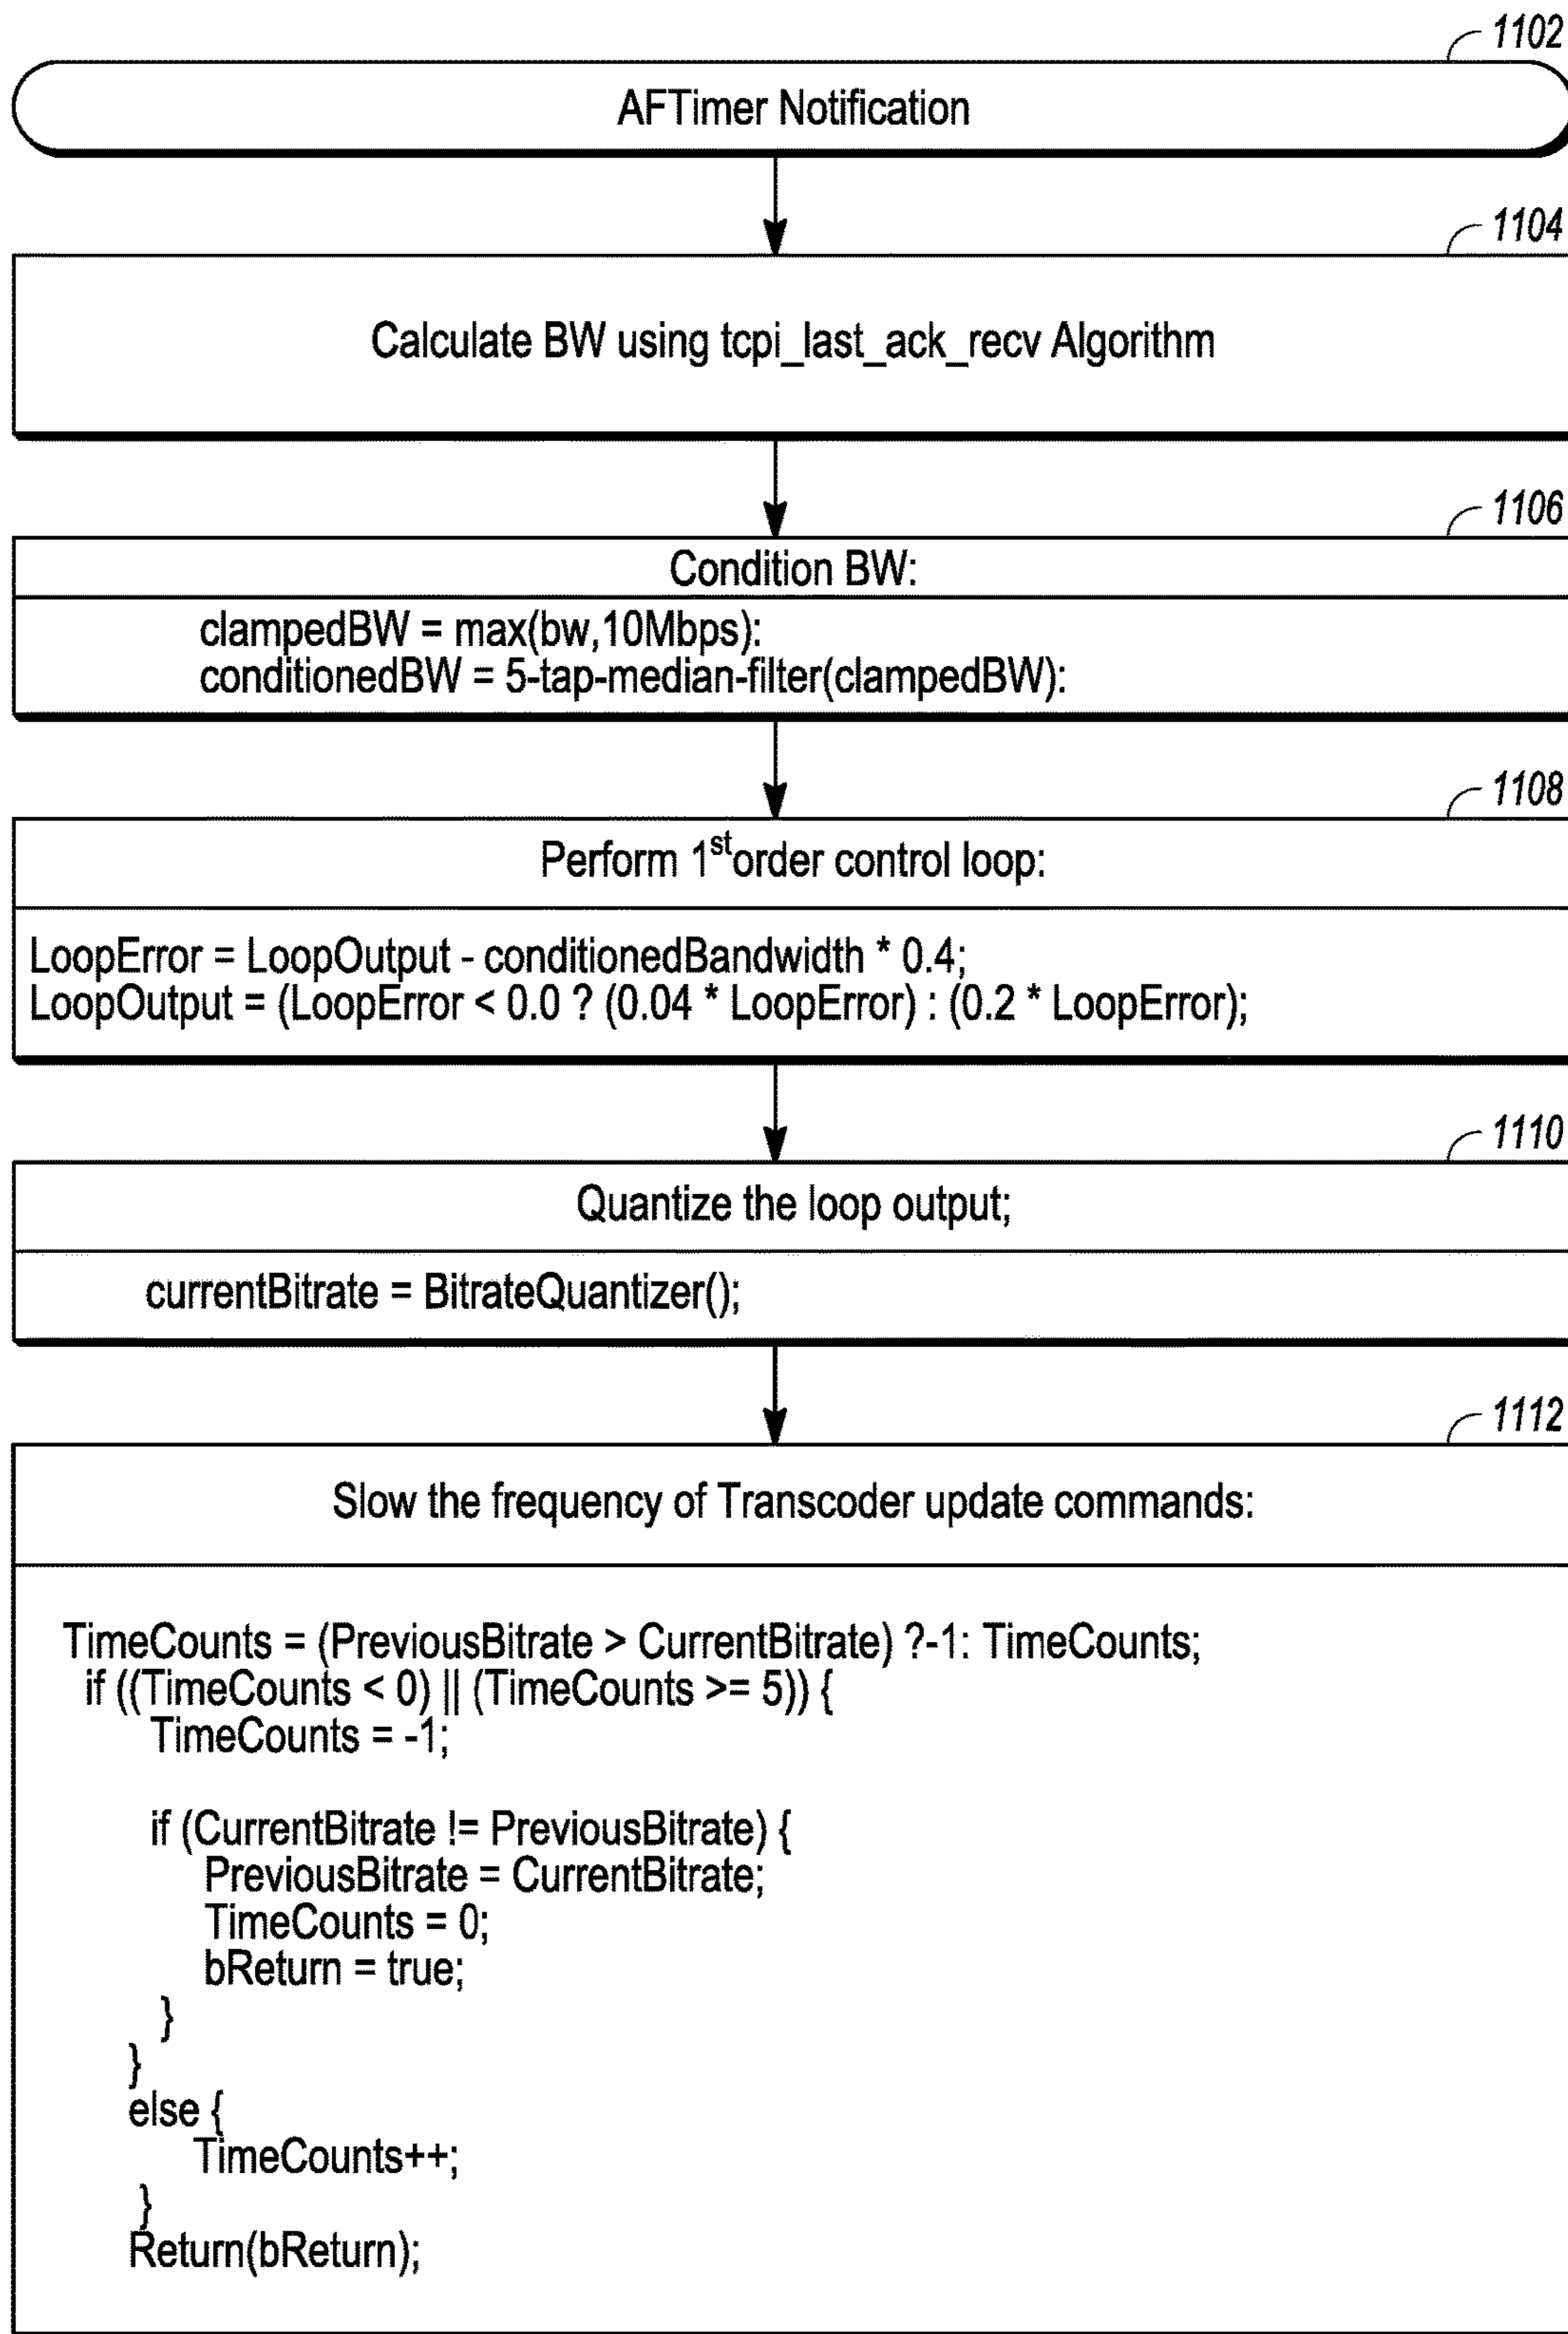 1102
AFTimer Notification
1104
Calculate BW using tcpi_last_ack_recv Algorithm
1106
Condition BW:
clampedBW = max(bw,10Mbps):
conditionedBW = 5-tap-median-filter(clampedBW):
1108
Perform 1st order control loop:
LoopError = LoopOutput - conditionedBandwidth * 0.4;
LoopOutput = (LoopError < 0.0 ? (0.04 * LoopError) : (0.2 * LoopError);
1110
Quantize the loop output;
currentBitrate = BitrateQuantizer();
1112
Slow the frequency of Transcoder update commands:
TimeCounts = (PreviousBitrate > CurrentBitrate) ?-1: TimeCounts;
if ((TimeCounts < 0) || (TimeCounts >= 5)) {
TimeCounts = -1;
if (CurrentBitrate != PreviousBitrate) {
PreviousBitrate = CurrentBitrate;
TimeCounts = 0;
bReturn = true;
}
}
else {
TimeCounts++;
}
Return(bReturn);